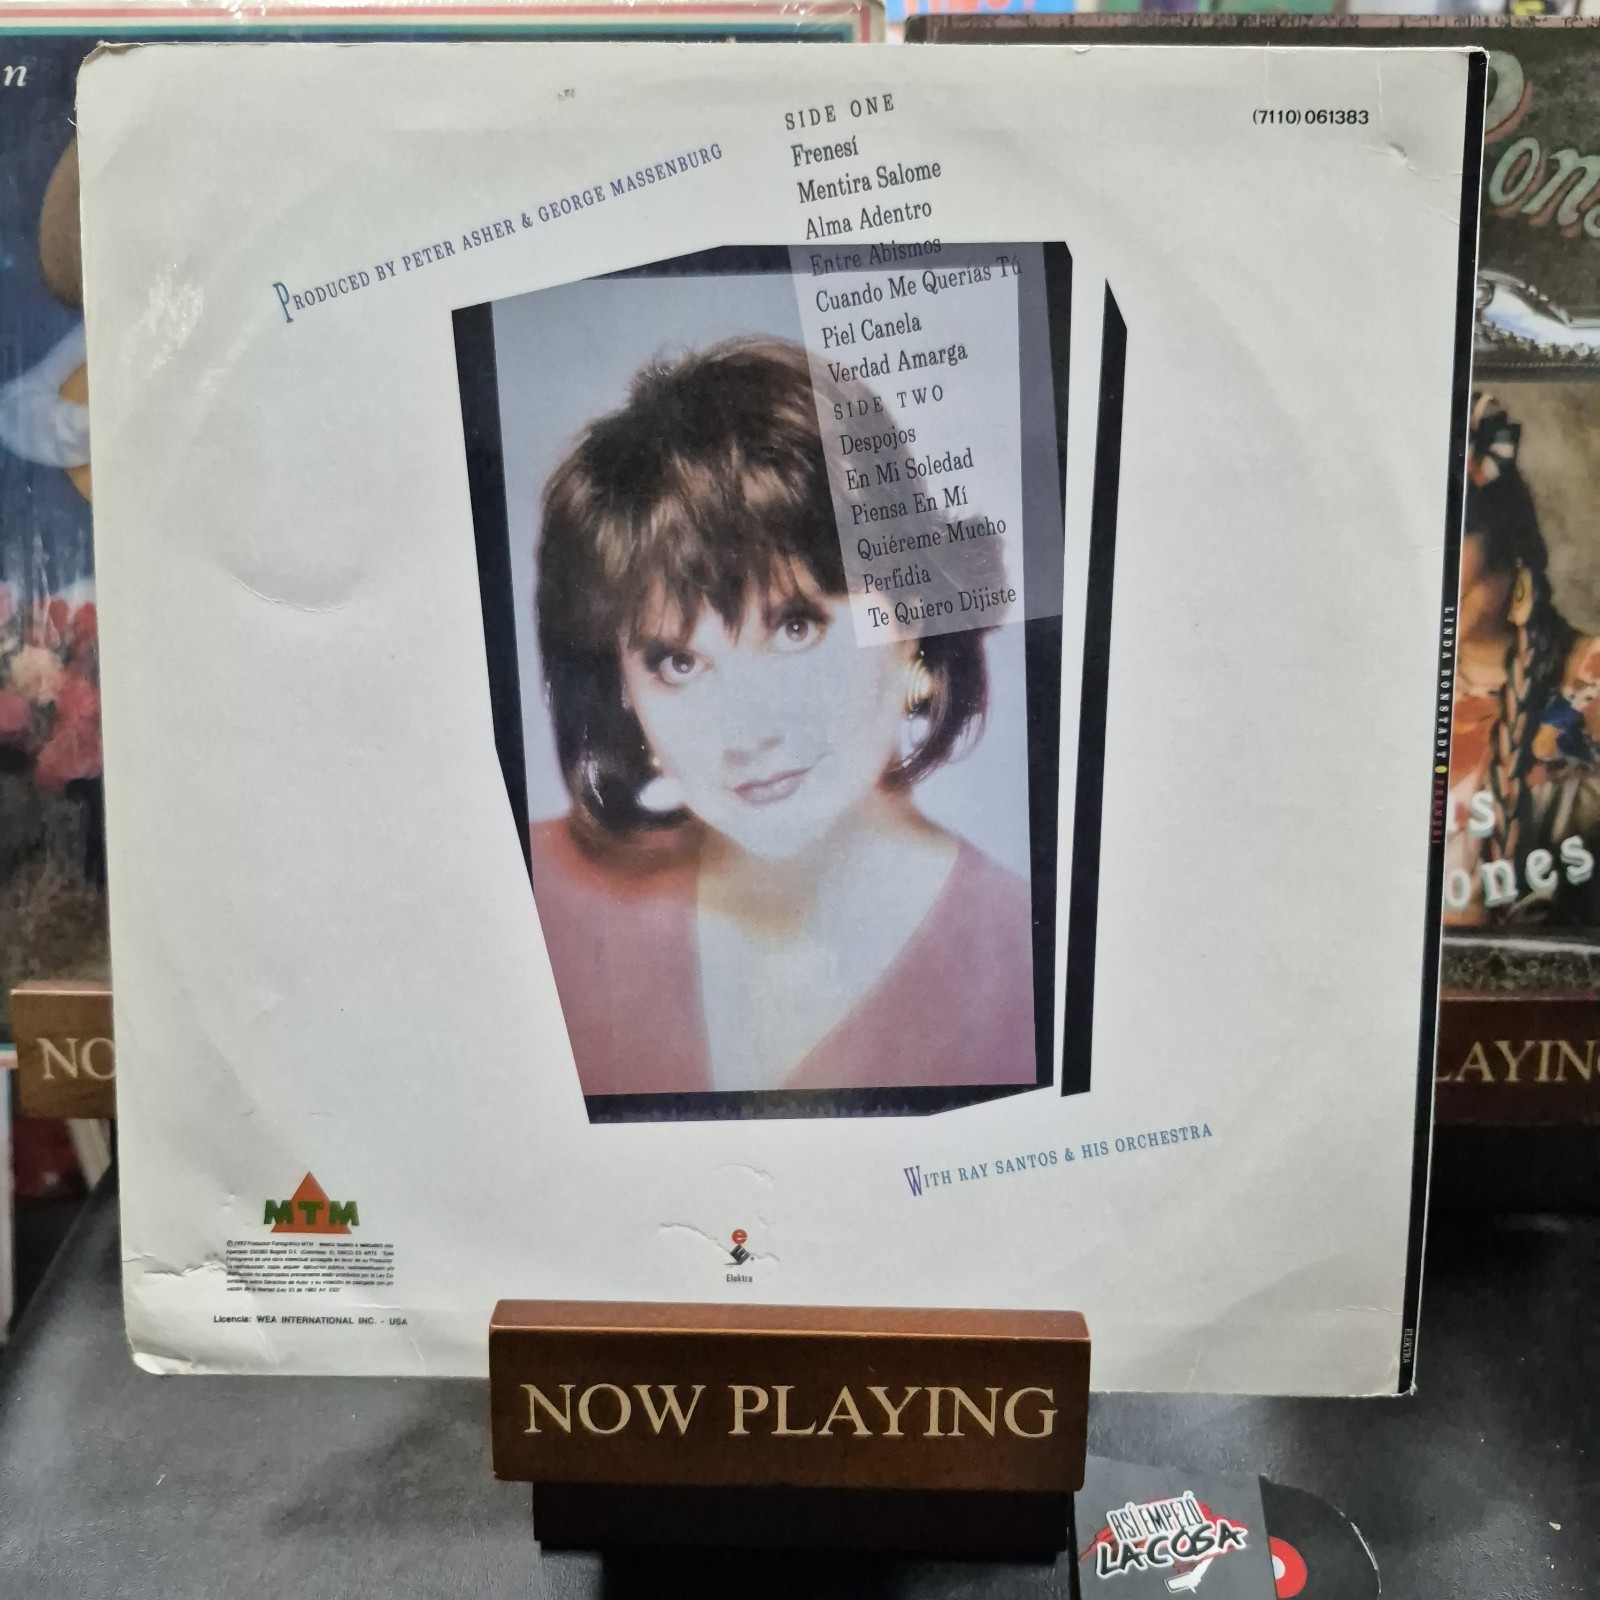 n
SIDE ONE
Frenesí
Mentira Salome
Alma Adentro
Entre Abismos
Cuando Me Querías Tú
Piel Canela
Verdad Amarga
SIDE TWO
Despojos
En Mi Soledad
Piensa En Mí
Quiéreme Mucho
Perfidia
Te Quiero Dijiste
(7110) 061383
PRODUCED BY PETER ASHER & GEORGE MASSENBURG
LINDA RONSTADT FRENESÍ
ELEKTRA
WITH RAY SANTOS & HIS ORCHESTRA
MTM
Licencia: WEA INTERNATIONAL INC. - USA
e
Elektra
NO
LAYIN
ones
NOW PLAYING
ASÍ EMPEZÓ
LA COSA